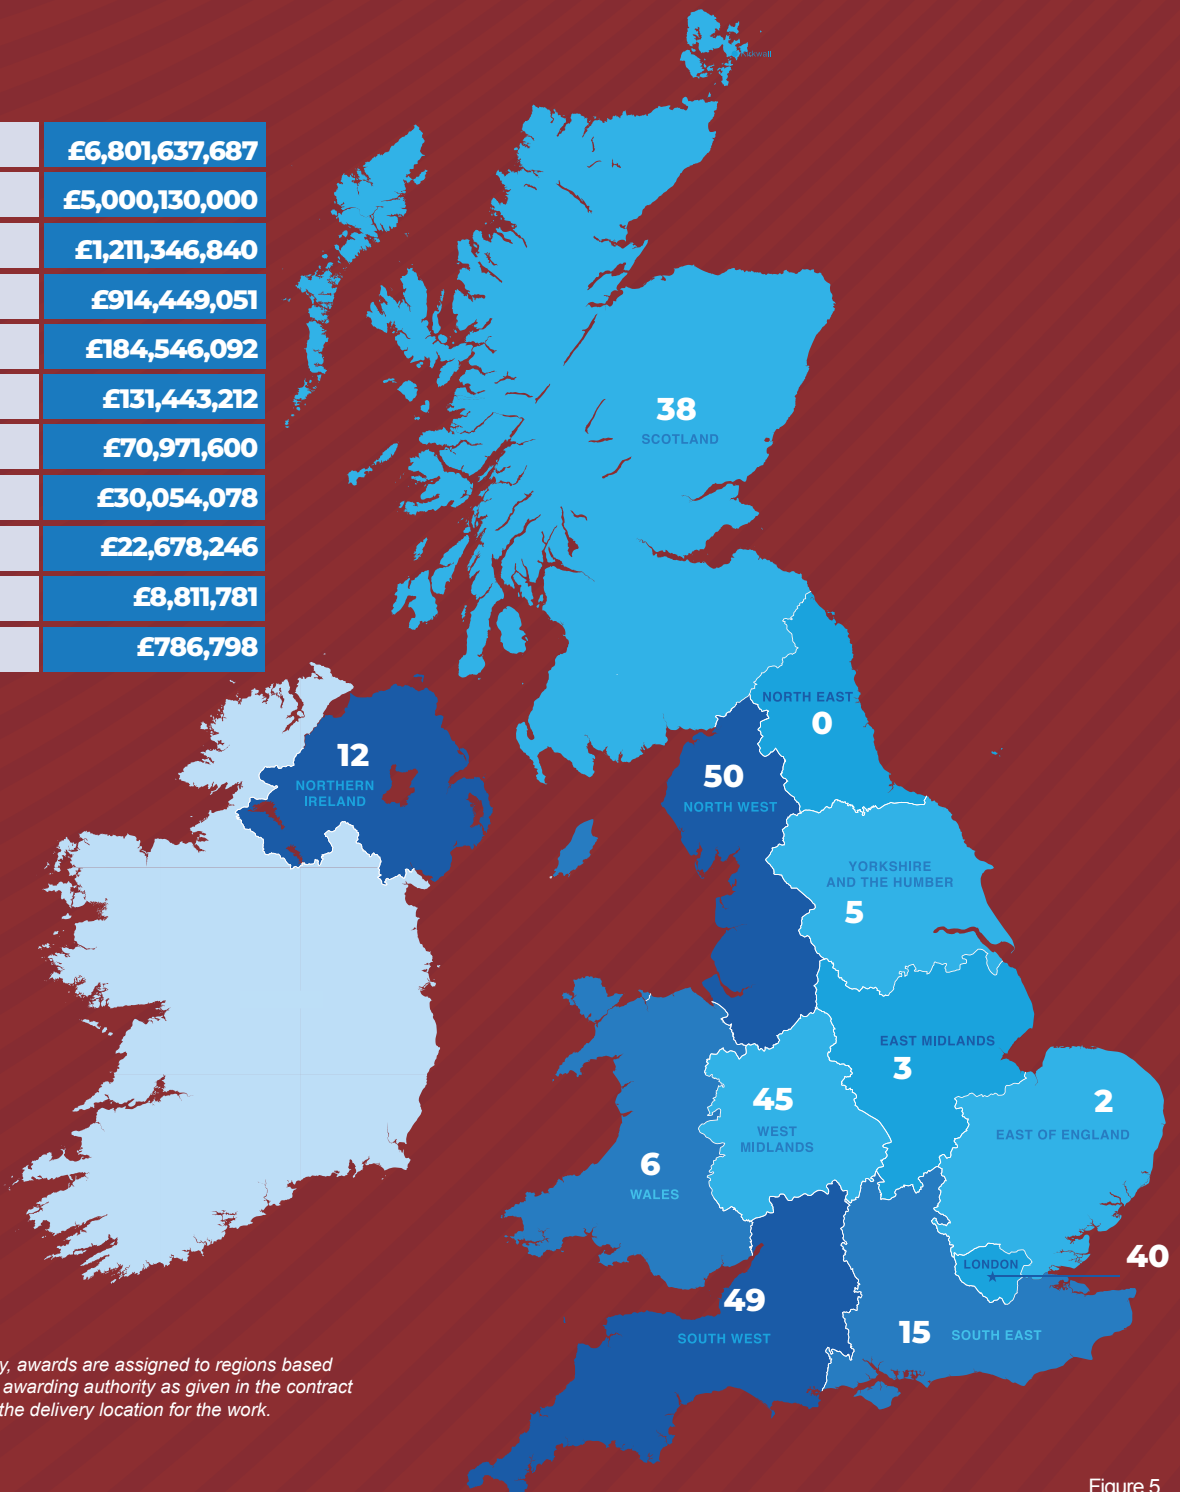 £6,801,637,687
£5,000,130,000
£1,211,346,840
£914,449,051
£184,546,092
£131,443,212
£70,971,600
£30,054,078
£22,678,246
£8,811,781
£786,798
38
SCOTLAND
NORTH EAST
0
12
NORTHERN
IRELAND
50
NORTH WEST
YORKSHIRE
AND THE HUMBER
5
EAST MIDLANDS
3
45
WEST
MIDLANDS
2
EAST OF ENGLAND
6
WALES
LONDON
40
49
SOUTH WEST
15 SOUTH EAST
y, awards are assigned to regions based
awarding authority as given in the contract
the delivery location for the work.
Figure 5